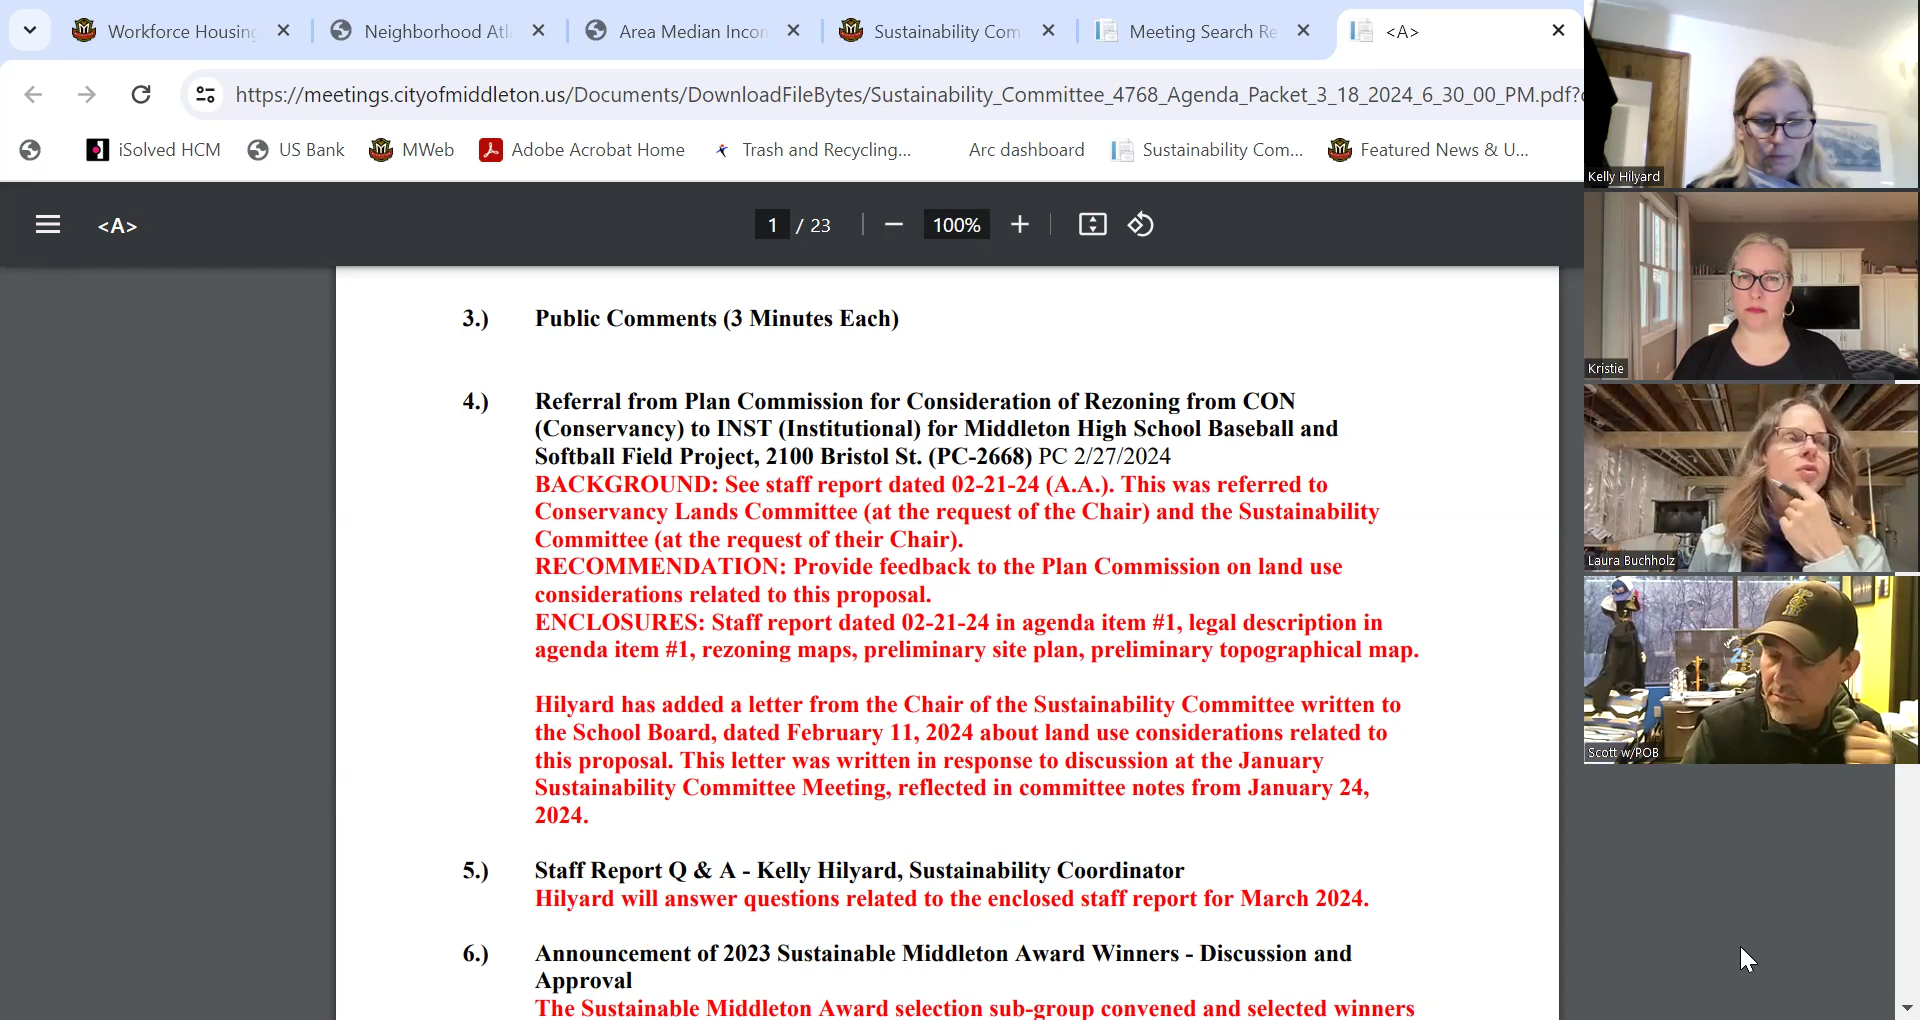 Workforce Housing
Neighborhood Atl
Area Median Incon
Sustainability Com
Meeting Search Re
<A>
https://meetings.cityofmiddleton.us/Documents/DownloadFileBytes/Sustainability_Committee_4768_Agenda_Packet_3_18_2024_6_30_00_PM.pdf?
iSolved HCM
US Bank
MWeb
Adobe Acrobat Home
Trash and Recycling...
Arc dashboard
Sustainability Com...
Featured News & U...
<A>
1 / 23
100%
3.) Public Comments (3 Minutes Each)
4.) Referral from Plan Commission for Consideration of Rezoning from CON
(Conservancy) to INST (Institutional) for Middleton High School Baseball and
Softball Field Project, 2100 Bristol St. (PC-2668) PC 2/27/2024
BACKGROUND: See staff report dated 02-21-24 (A.A.). This was referred to
Conservancy Lands Committee (at the request of the Chair) and the Sustainability
Committee (at the request of their Chair).
RECOMMENDATION: Provide feedback to the Plan Commission on land use
considerations related to this proposal.
ENCLOSURES: Staff report dated 02-21-24 in agenda item #1, legal description in
agenda item #1, rezoning maps, preliminary site plan, preliminary topographical map.
Hilyard has added a letter from the Chair of the Sustainability Committee written to
the School Board, dated February 11, 2024 about land use considerations related to
this proposal. This letter was written in response to discussion at the January
Sustainability Committee Meeting, reflected in committee notes from January 24,
2024.
5.) Staff Report Q & A - Kelly Hilyard, Sustainability Coordinator
Hilyard will answer questions related to the enclosed staff report for March 2024.
6.) Announcement of 2023 Sustainable Middleton Award Winners - Discussion and
Approval
The Sustainable Middleton Award selection sub-group convened and selected winners
Kelly Hilyard
Kristie
Laura Buchholz
Scott w/POB